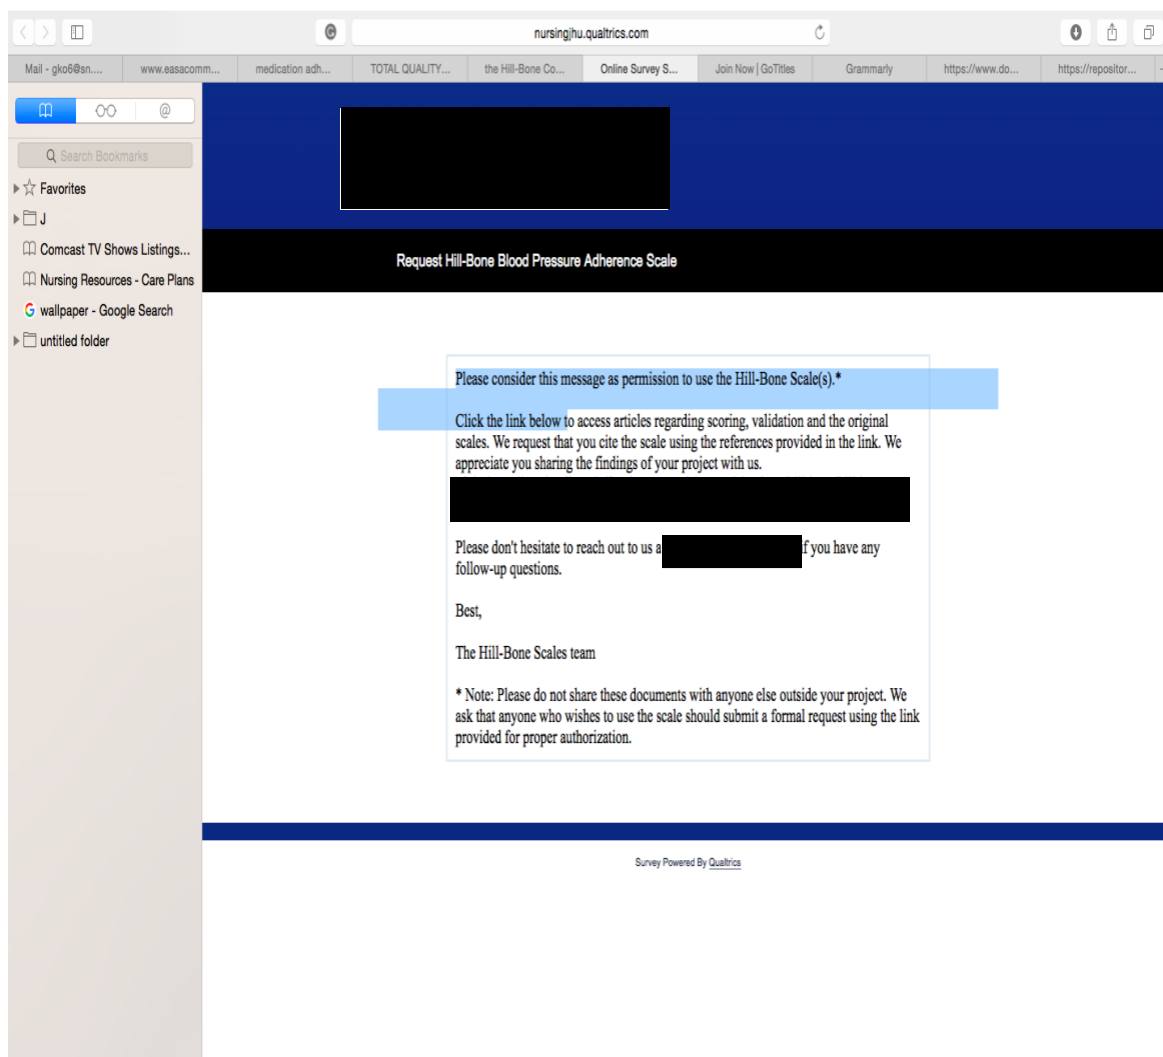 nursingjhu.qualtrics.com
Mail - gko6@sn.... www.easacomm... medication adh... TOTAL QUALITY... the Hill-Bone Co... Online Survey S... Join Now | GoTitles Grammarly https://www.do... https://repositor...
Search Bookmarks
Favorites
J
Comcast TV Shows Listings...
Nursing Resources - Care Plans
wallpaper - Google Search
untitled folder
Request Hill-Bone Blood Pressure Adherence Scale
Please consider this message as permission to use the Hill-Bone Scale(s).*
Click the link below to access articles regarding scoring, validation and the original
scales. We request that you cite the scale using the references provided in the link. We
appreciate you sharing the findings of your project with us.
Please don't hesitate to reach out to us a if you have any
follow-up questions.
Best,
The Hill-Bone Scales team
* Note: Please do not share these documents with anyone else outside your project. We
ask that anyone who wishes to use the scale should submit a formal request using the link
provided for proper authorization.
Survey Powered By Qualtrics